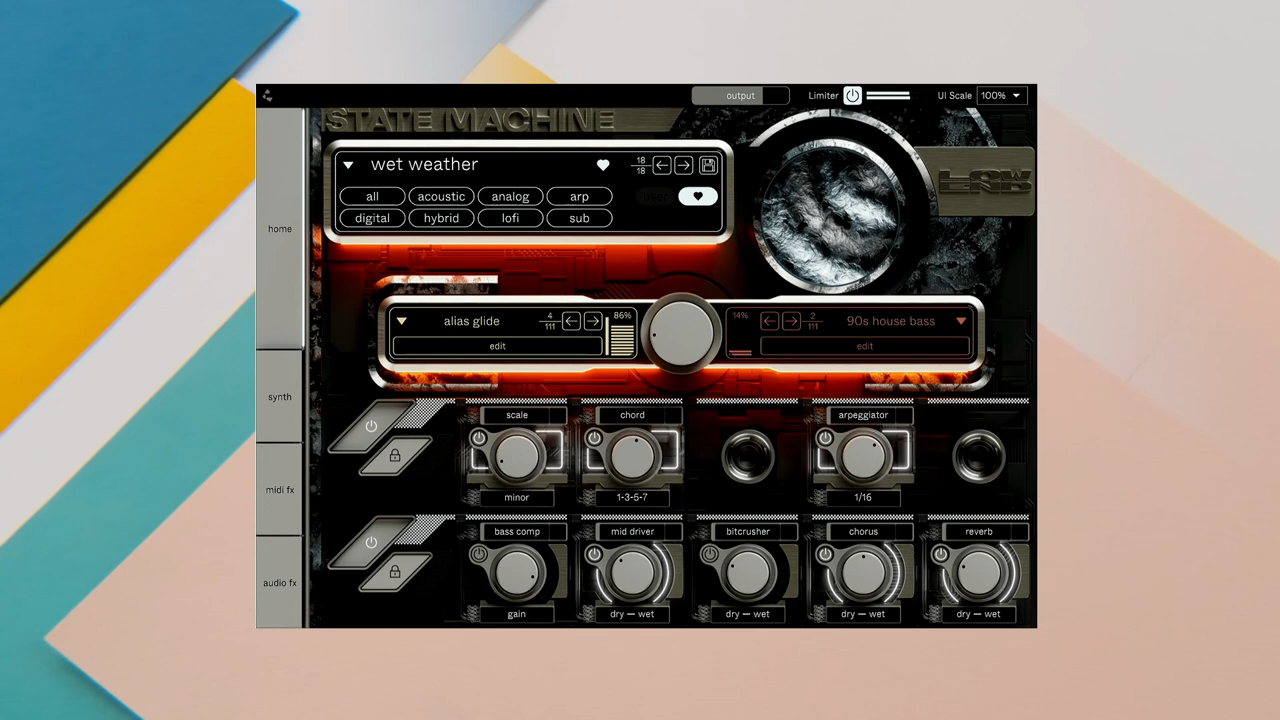 output Limiter UI Scale 100%
STATE MACHINE
wet weather 18 18
LOW END
all acoustic analog arp user
digital hybrid lofi sub
home
alias glide 4 111 86% 14% 2 111 90s house bass
edit edit
synth
scale chord arpeggiator
midi fx
minor 1-3-5-7 1/16
bass comp mid driver bitcrusher chorus reverb
audio fx
gain dry — wet dry — wet dry — wet dry — wet